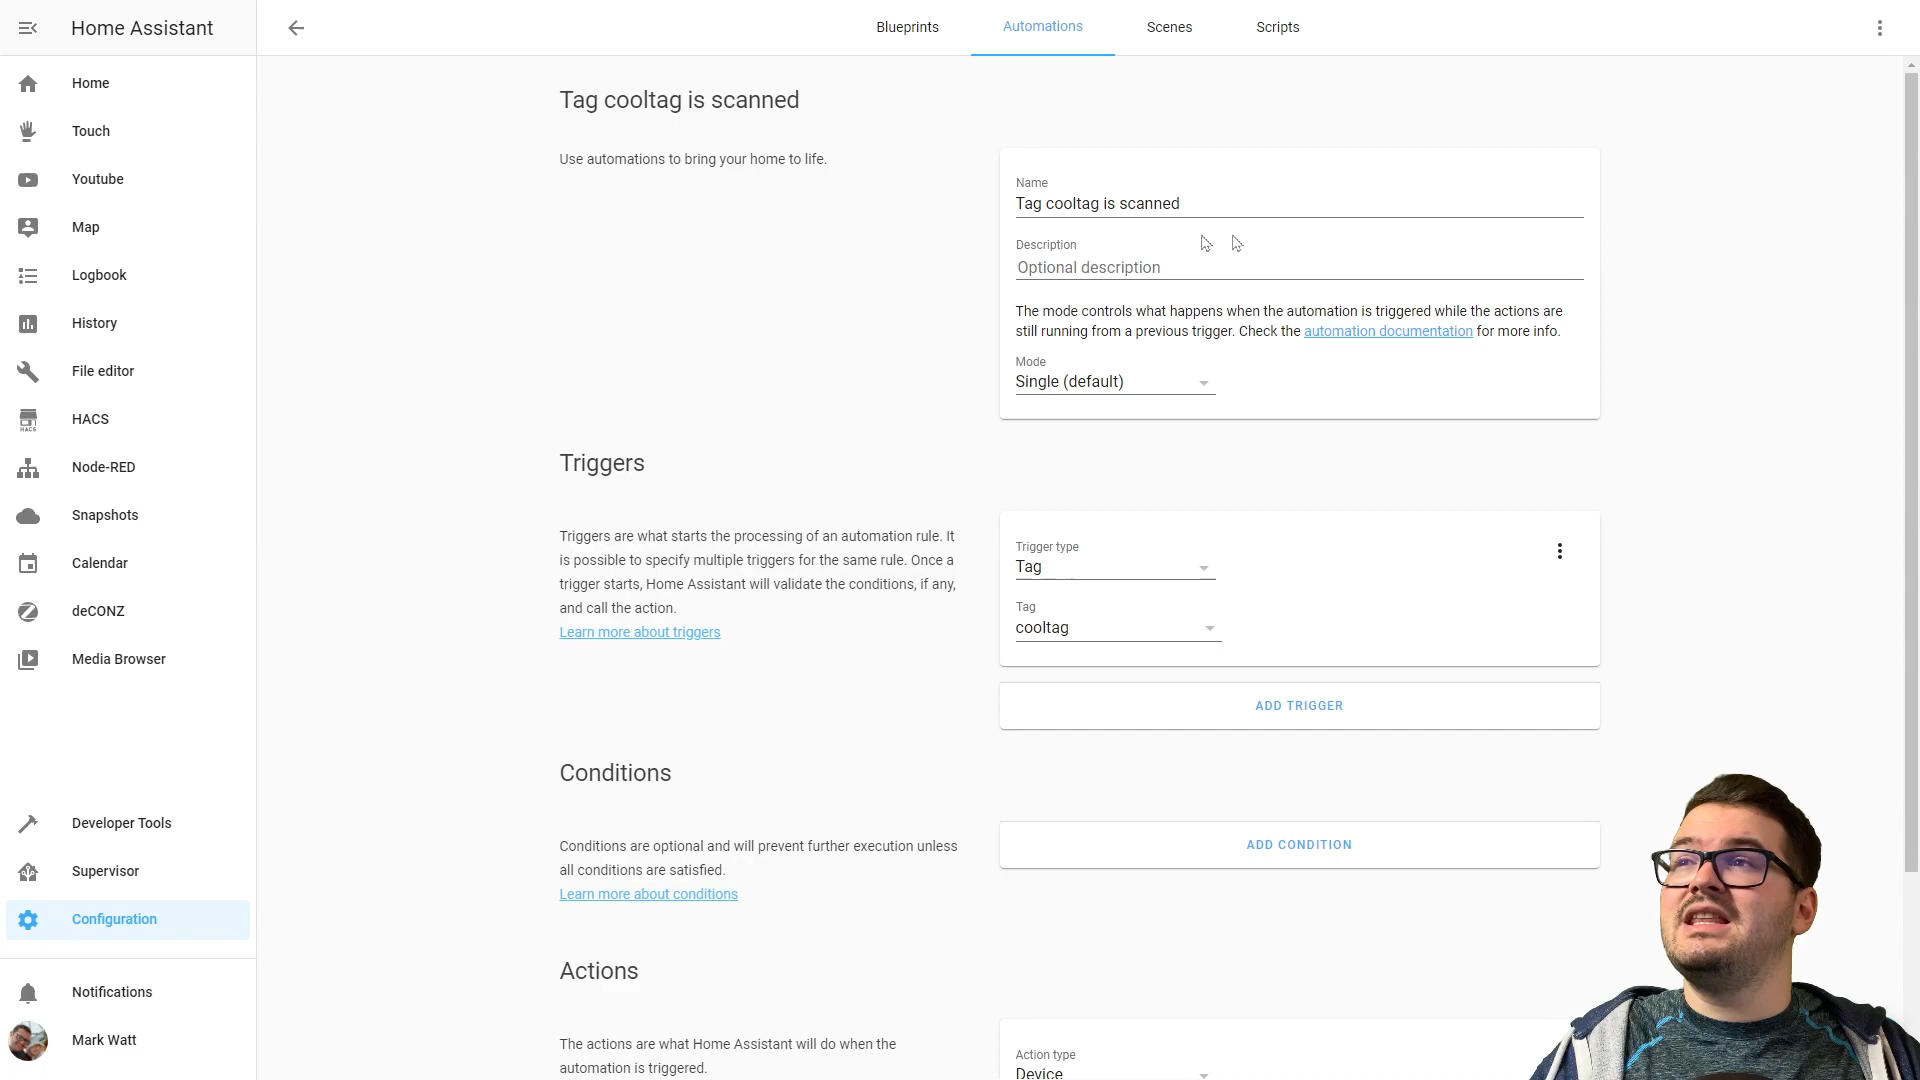 Home Assistant
Blueprints
Automations
Scenes
Scripts
Home
Touch
Youtube
Map
Logbook
History
File editor
HACS
HACS
Node-RED
Snapshots
Calendar
deCONZ
Media Browser
Developer Tools
Supervisor
Configuration
Notifications
Mark Watt
Tag cooltag is scanned
Use automations to bring your home to life.
Name
Tag cooltag is scanned
Description
Optional description
The mode controls what happens when the automation is triggered while the actions are
still running from a previous trigger. Check the automation documentation for more info.
Mode
Single (default)
Triggers
Triggers are what starts the processing of an automation rule. It
is possible to specify multiple triggers for the same rule. Once a
trigger starts, Home Assistant will validate the conditions, if any,
and call the action.
Learn more about triggers
Trigger type
Tag
Tag
cooltag
ADD TRIGGER
Conditions
Conditions are optional and will prevent further execution unless
all conditions are satisfied.
Learn more about conditions
ADD CONDITION
Actions
The actions are what Home Assistant will do when the
automation is triggered.
Action type
Device